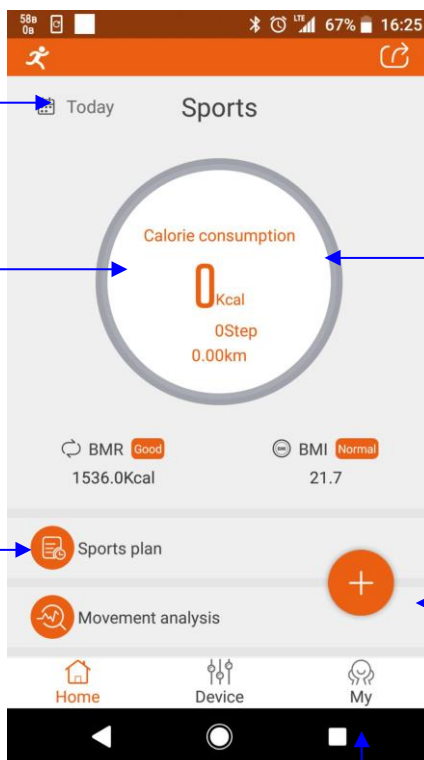 58B
0B
LTE 67% 16:25
Today
Sports
Calorie consumption
0Kcal
0Step
0.00km
BMR Good
1536.0Kcal
BMI Normal
21.7
Sports plan
Movement analysis
Home
Device
My